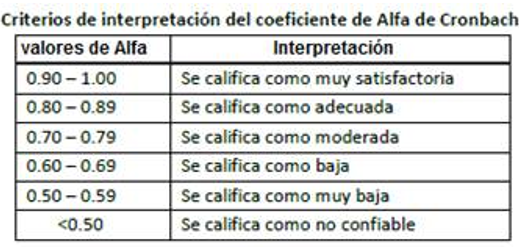 Criterios de interpretación del coeficiente de Alfa de Cronbach
valores de Alfa Interpretación
0.90 – 1.00 Se califica como muy satisfactoria
0.80 – 0.89 Se califica como adecuada
0.70 – 0.79 Se califica como moderada
0.60 – 0.69 Se califica como baja
0.50 – 0.59 Se califica como muy baja
<0.50 Se califica como no confiable